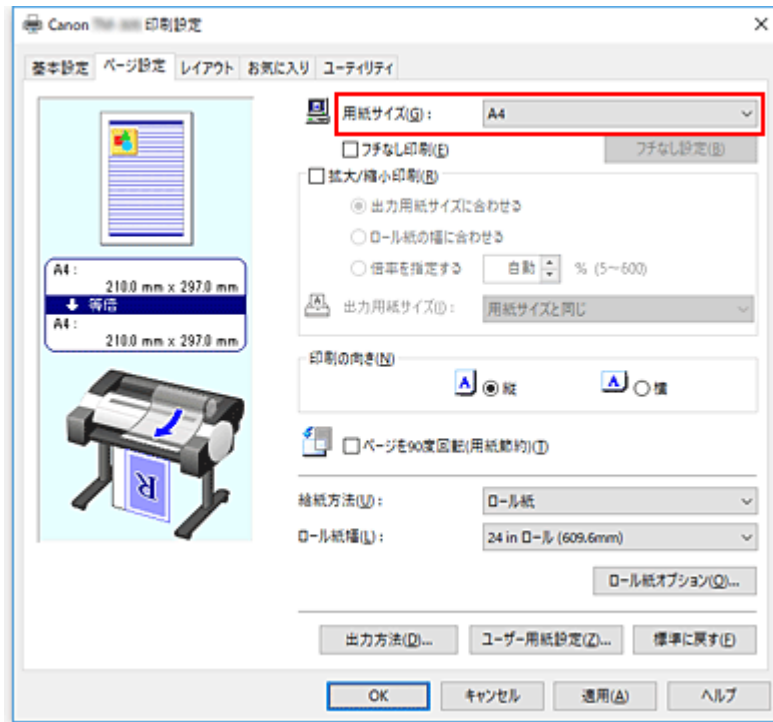 Canon 印刷設定
基本設定 ページ設定 レイアウト お気に入り ユーティリティ
用紙サイズ(G): A4
フチなし印刷(E) フチなし設定(B)
拡大/縮小印刷(R)
出力用紙サイズに合わせる
ロール紙の幅に合わせる
倍率を指定する 自動 % (5~600)
出力用紙サイズ(I): 用紙サイズと同じ
A4:
210.0 mm x 297.0 mm
等倍
A4:
210.0 mm x 297.0 mm
印刷の向き(N)
A 縦 A 横
ページを90度回転(用紙節約)(T)
R
給紙方法(U): ロール紙
ロール紙幅(L): 24 in ロール (609.6mm)
ロール紙オプション(O)...
出力方法(D)... ユーザー用紙設定(Z)... 標準に戻す(F)
OK キャンセル 適用(A) ヘルプ